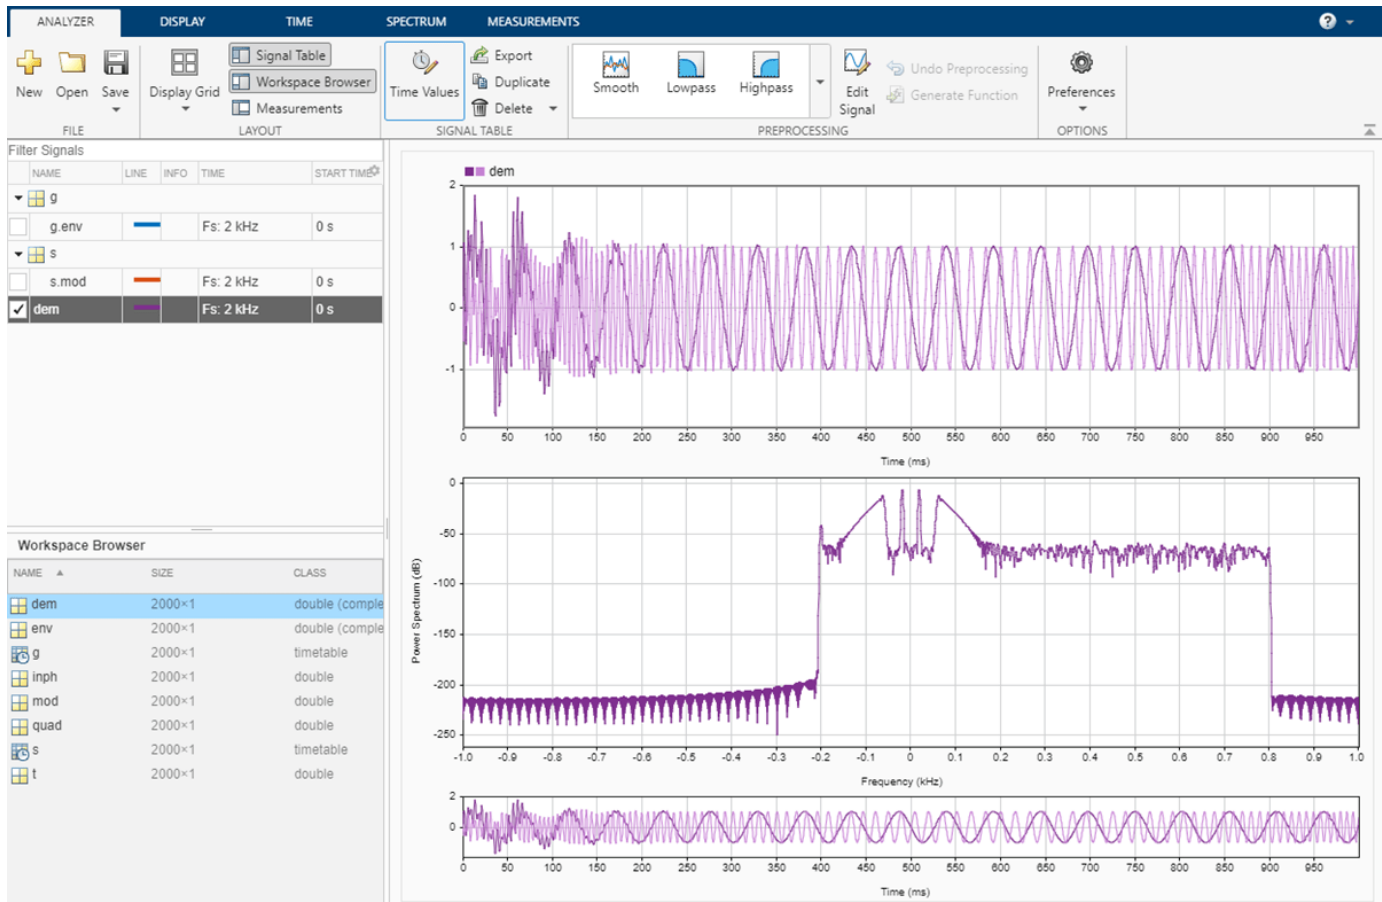 ANALYZER DISPLAY TIME SPECTRUM MEASUREMENTS ?
New Open Save
FILE
Display Grid
Signal Table
Workspace Browser
Measurements
LAYOUT
Time Values
Export
Duplicate
Delete
SIGNAL TABLE
Smooth Lowpass Highpass
Edit Signal
Undo Preprocessing
Generate Function
PREPROCESSING
Preferences
OPTIONS
Filter Signals
NAME LINE INFO TIME START TIME
g
g.env Fs: 2 kHz 0 s
s
s.mod Fs: 2 kHz 0 s
dem Fs: 2 kHz 0 s
Workspace Browser
NAME SIZE CLASS
dem 2000×1 double (comple
env 2000×1 double (comple
g 2000×1 timetable
inph 2000×1 double
mod 2000×1 double
quad 2000×1 double
s 2000×1 timetable
t 2000×1 double
dem
2
1
0
-1
0 50 100 150 200 250 300 350 400 450 500 550 600 650 700 750 800 850 900 950
Time (ms)
Power Spectrum (dB)
0
-50
-100
-150
-200
-250
-1.0 -0.9 -0.8 -0.7 -0.6 -0.5 -0.4 -0.3 -0.2 -0.1 0 0.1 0.2 0.3 0.4 0.5 0.6 0.7 0.8 0.9 1.0
Frequency (kHz)
2
0
0 50 100 150 200 250 300 350 400 450 500 550 600 650 700 750 800 850 900 950
Time (ms)